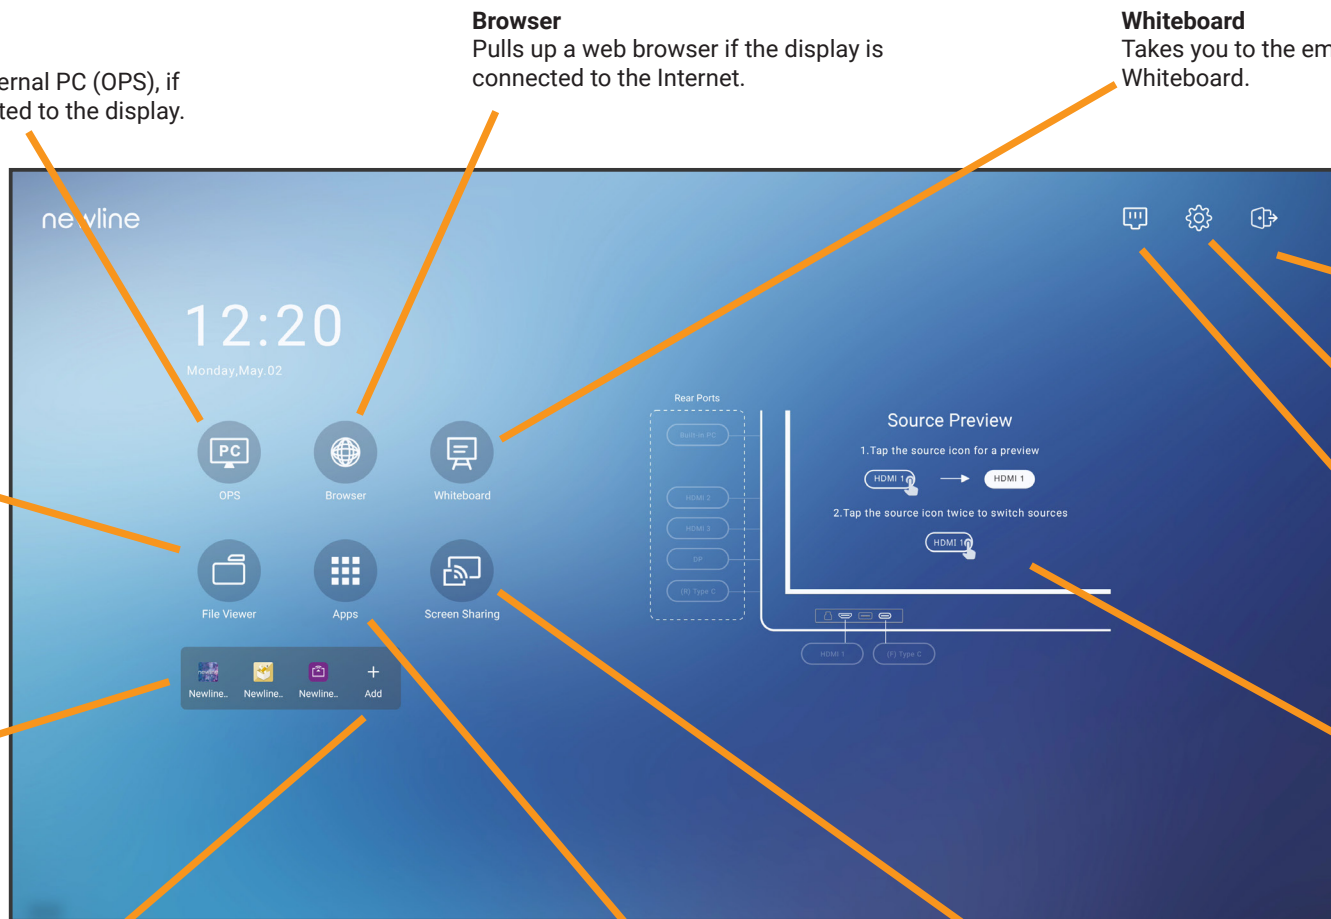 Browser
Pulls up a web browser if the display is
connected to the Internet.
Whiteboard
Takes you to the em
Whiteboard.
ernal PC (OPS), if
ted to the display.
newline
12:20
Monday,May.02
PC
OPS
Browser
Whiteboard
File Viewer
Apps
Screen Sharing
Newline..
Newline..
Newline..
Add
Rear Ports
Built-in PC
HDMI 2
HDMI 3
DP
(R) Type C
Source Preview
1.Tap the source icon for a preview
HDMI 1
HDMI 1
2.Tap the source icon twice to switch sources
HDMI 1
HDMI 1
(F) Type C